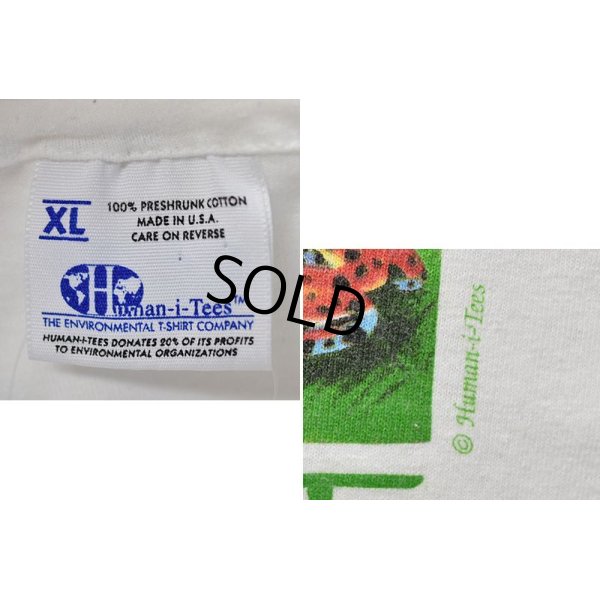 XL
100% PRESHRUNK COTTON
MADE IN U.S.A.
CARE ON REVERSE
Human-i-Tees™
THE ENVIRONMENTAL T-SHIRT COMPANY
HUMAN-I-TEES DONATES 20% OF ITS PROFITS
TO ENVIRONMENTAL ORGANIZATIONS
SOLD
© Human-i-Tees